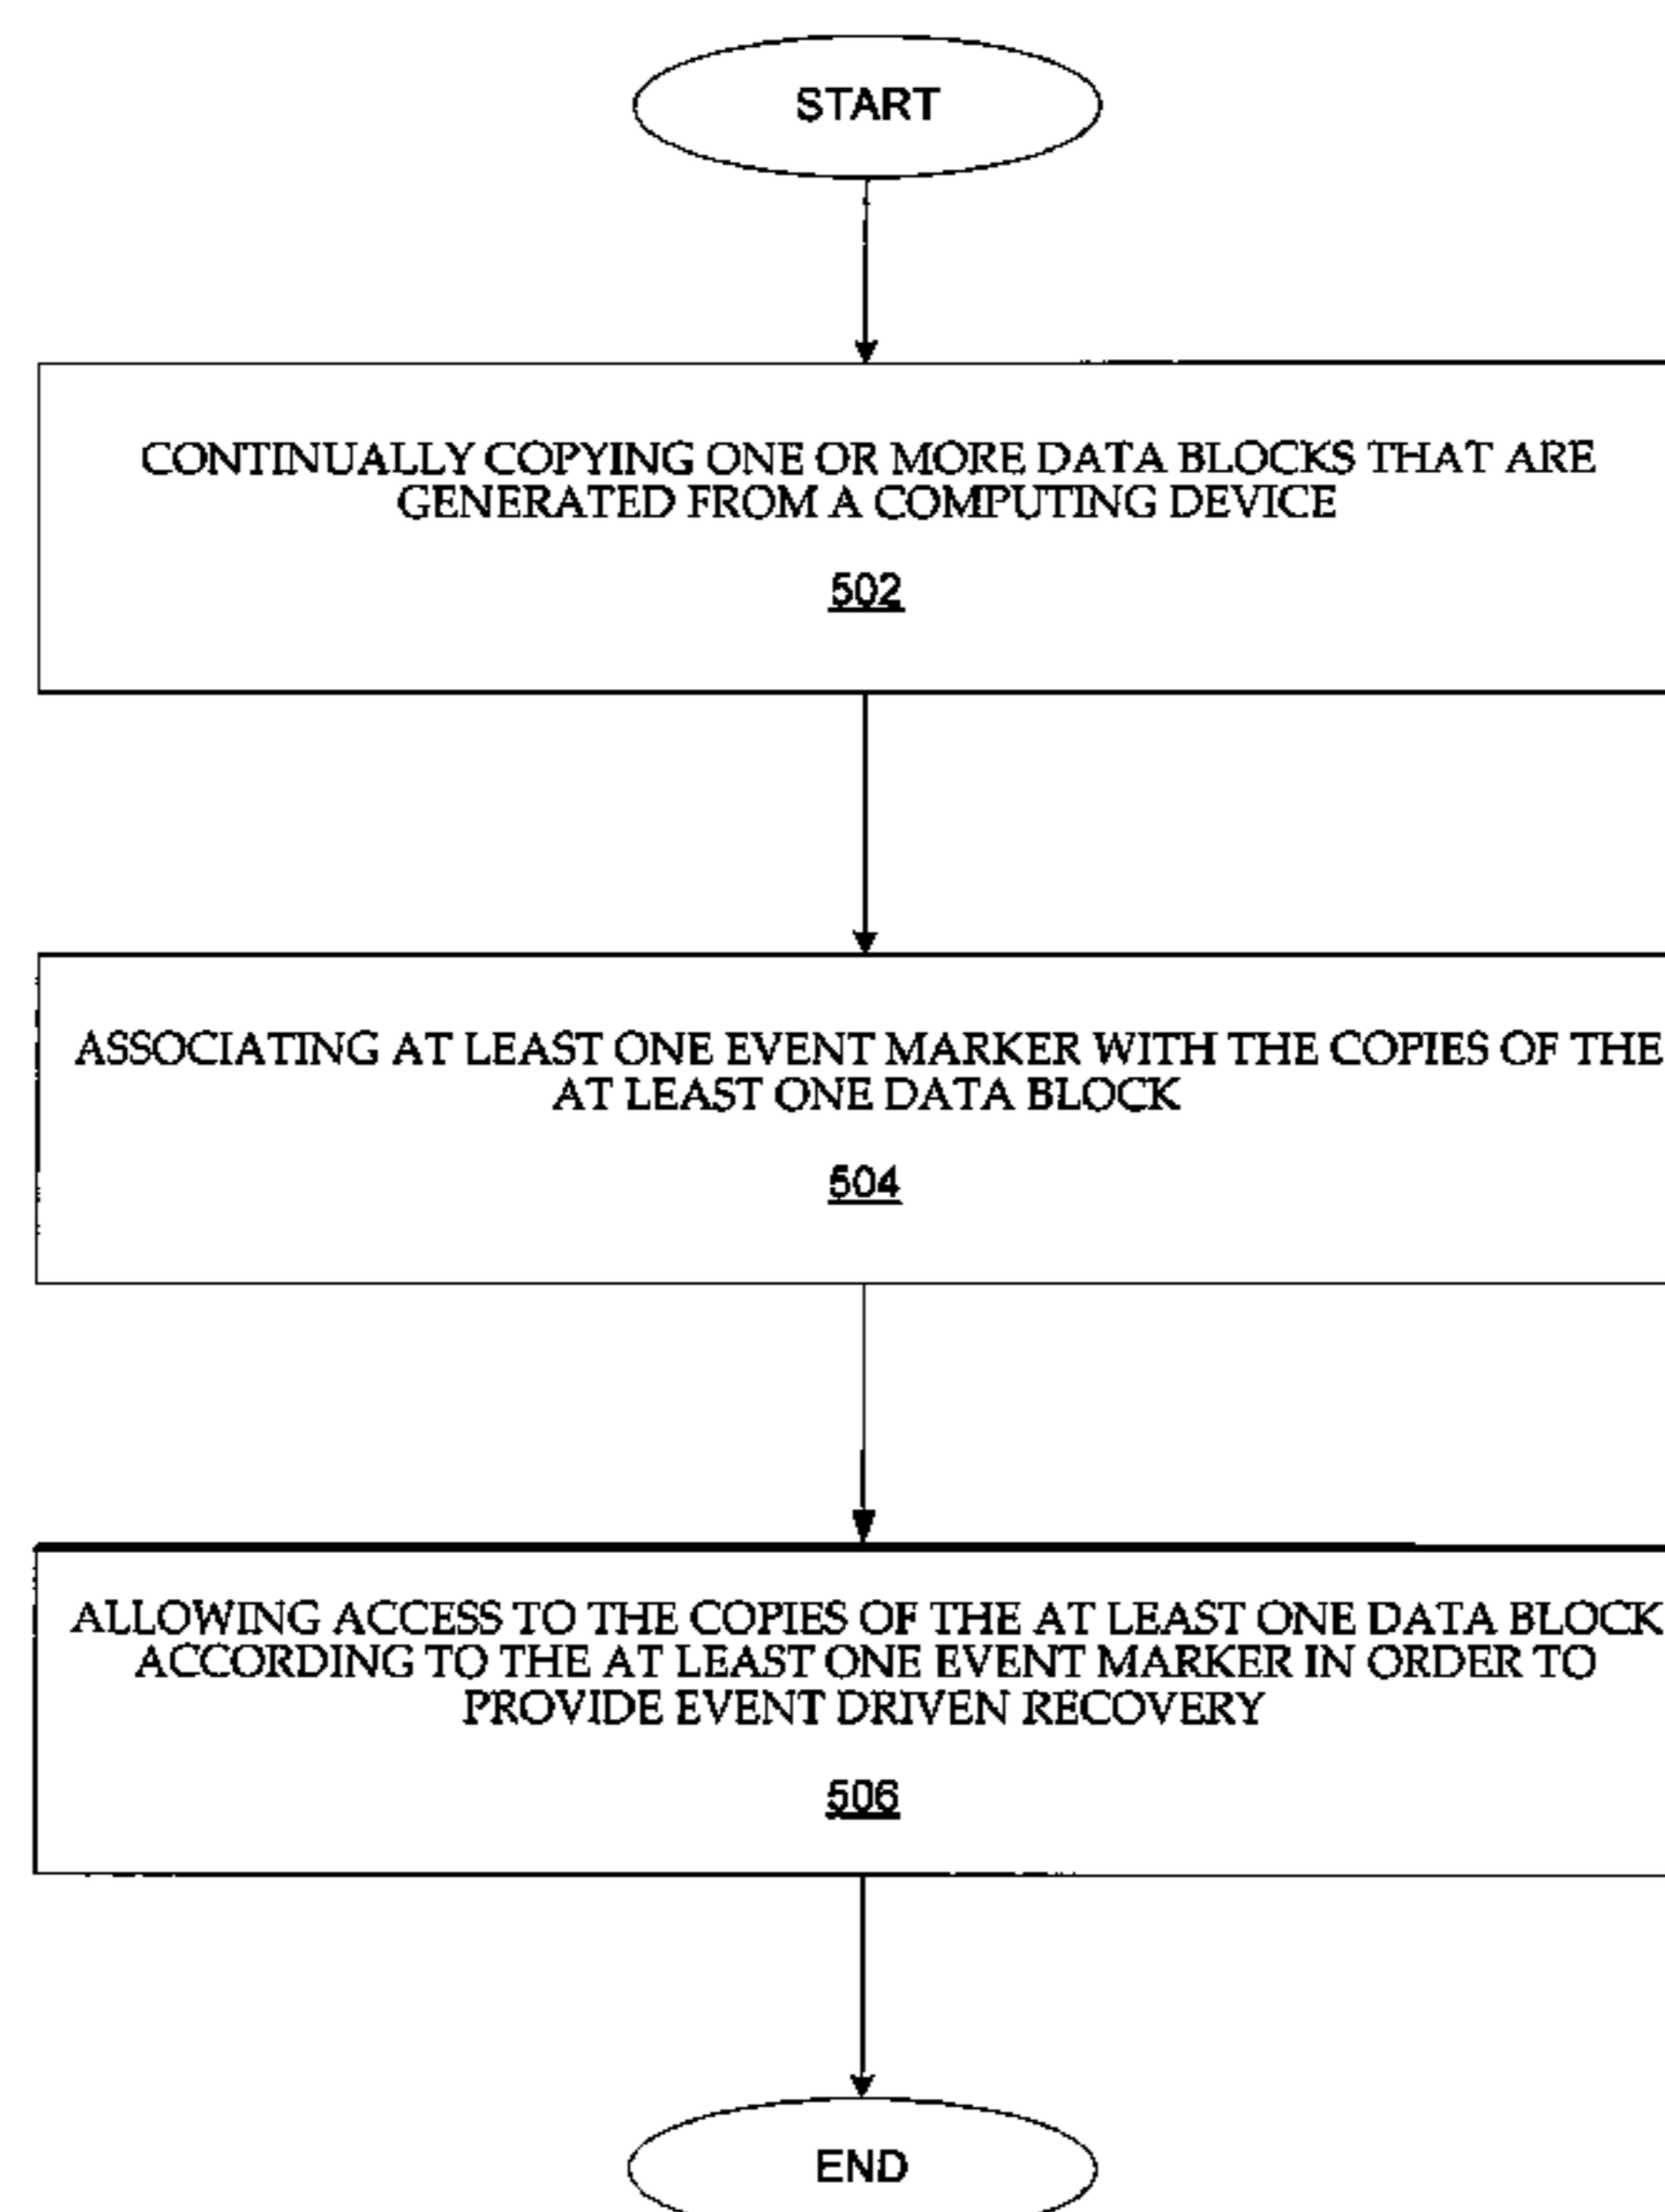 START
CONTINUALLY COPYING ONE OR MORE DATA BLOCKS THAT ARE
GENERATED FROM A COMPUTING DEVICE
502
ASSOCIATING AT LEAST ONE EVENT MARKER WITH THE COPIES OF THE
AT LEAST ONE DATA BLOCK
504
ALLOWING ACCESS TO THE COPIES OF THE AT LEAST ONE DATA BLOCK
ACCORDING TO THE AT LEAST ONE EVENT MARKER IN ORDER TO
PROVIDE EVENT DRIVEN RECOVERY
506
END